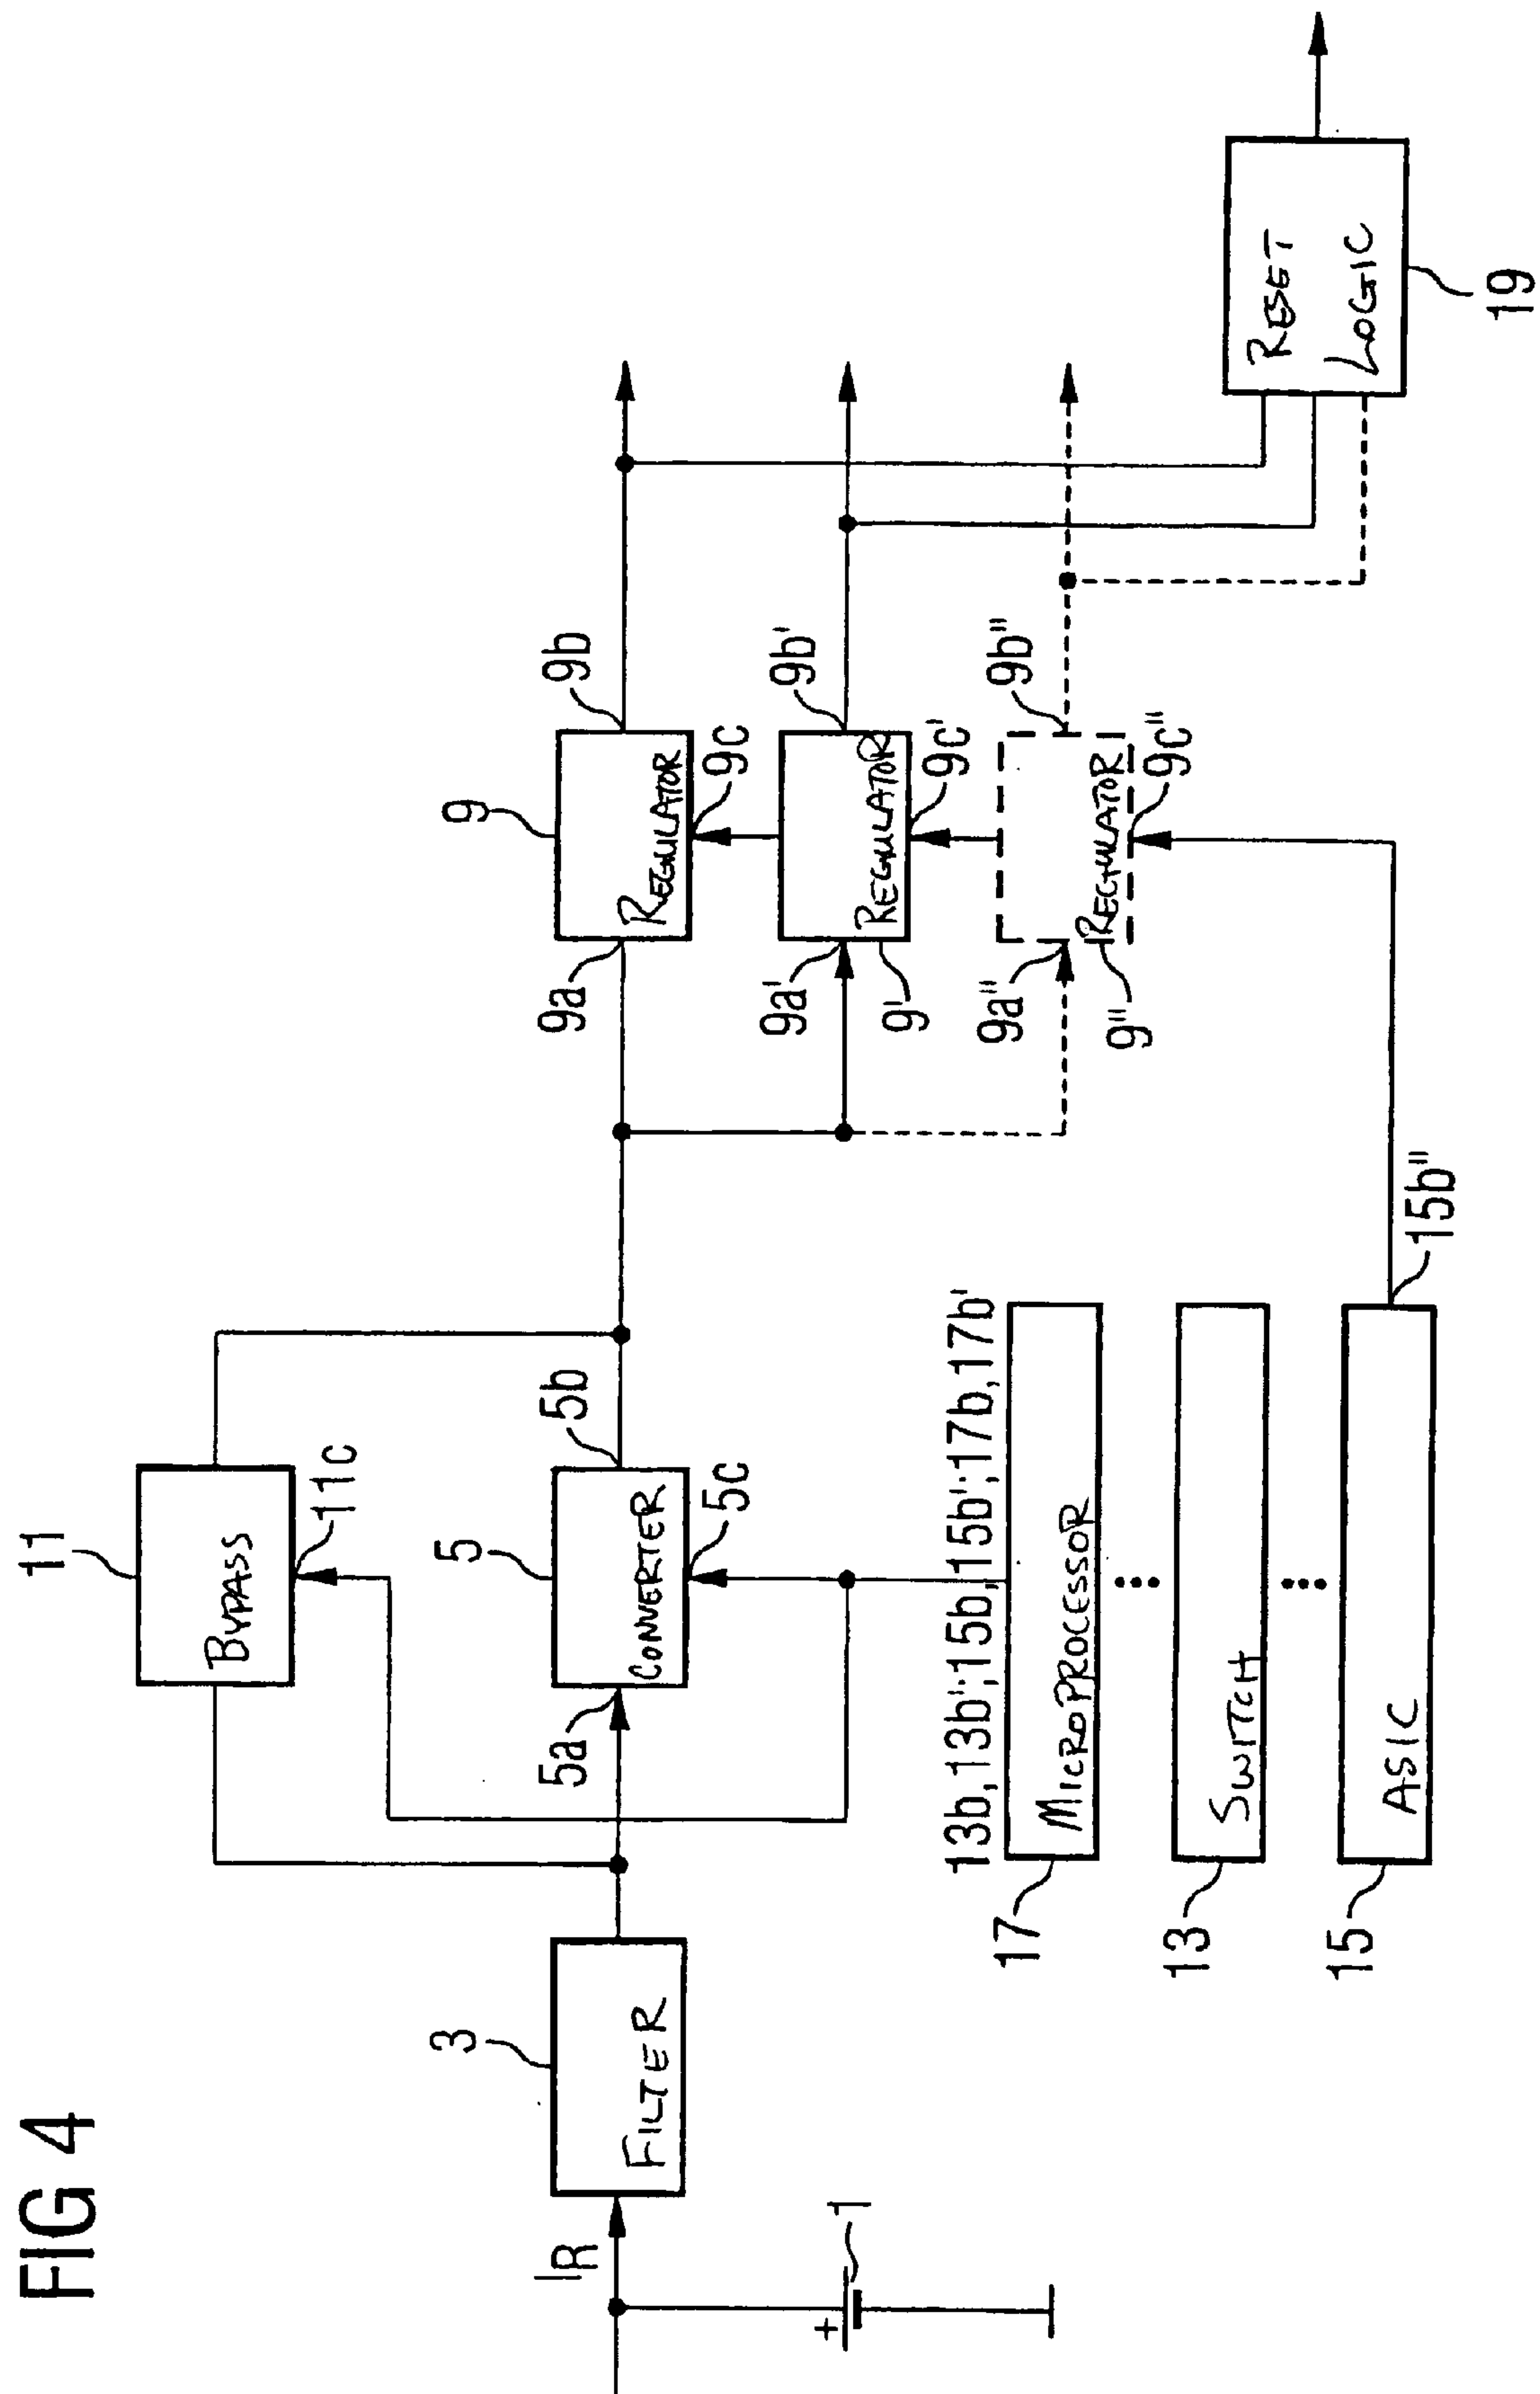 FIG 4
11
BYPASS
11c
5
5a
CONVERTER
5b
5c
3
FILTER
IR
1
+
9
9a
REGULATOR
9b
9c
9a'
9'
REGULATOR
9b'
9c'
9a"
9"
REGULATOR
9b"
9c"
13b,13b';15b,15b';17b,17b'
17
MICROPROCESSOR
13
SWITCH
15
ASIC
15b"
RESET
LOGIC
19